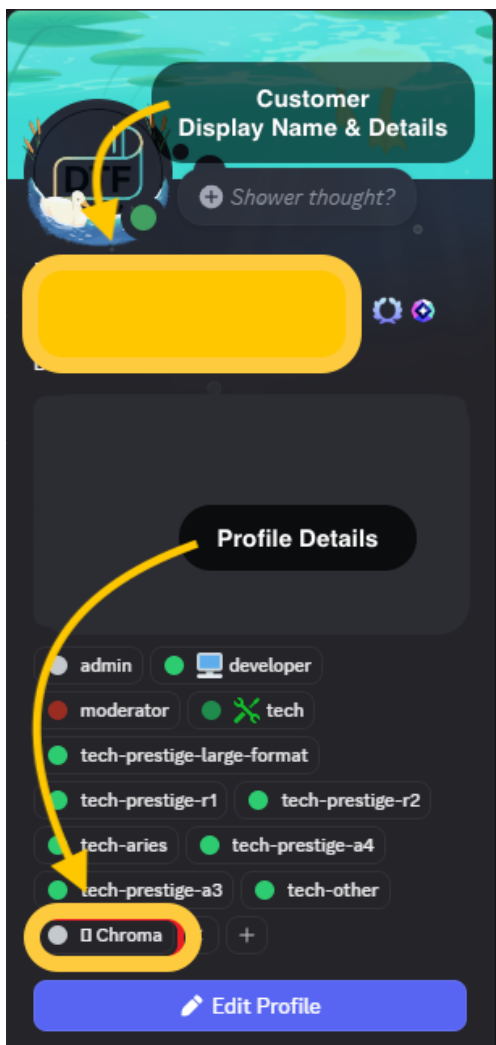 Customer
Display Name & Details
DTF
Shower thought?
Profile Details
admin developer
moderator tech
tech-prestige-large-format
tech-prestige-r1 tech-prestige-r2
tech-aries tech-prestige-a4
tech-prestige-a3 tech-other
Chroma +
Edit Profile